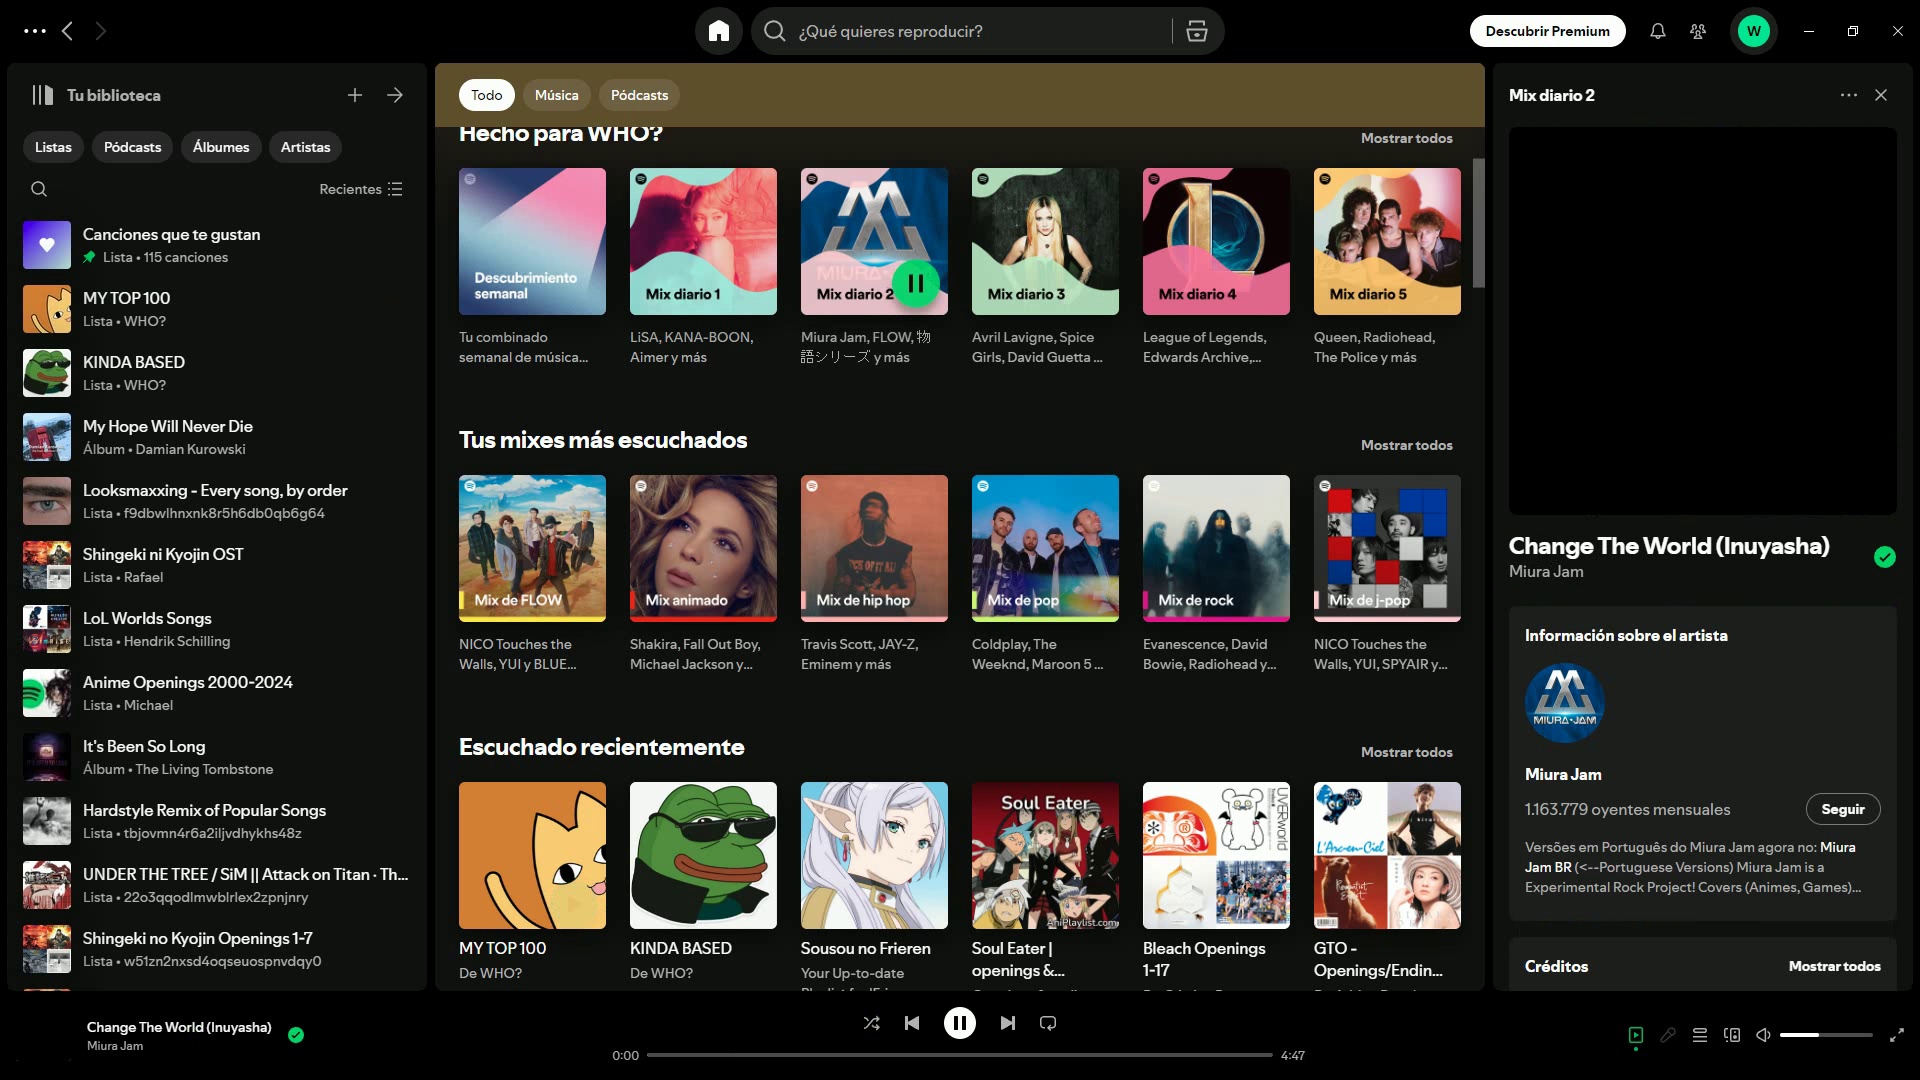 ¿Qué quieres reproducir?
Descubrir Premium
W
Tu biblioteca
Listas
Pódcasts
Álbumes
Artistas
Recientes
Canciones que te gustan
Lista • 115 canciones
MY TOP 100
Lista • WHO?
KINDA BASED
Lista • WHO?
My Hope Will Never Die
Álbum • Damian Kurowski
Looksmaxxing - Every song, by order
Lista • f9dbwlhnxnk8r5h6db0qb6g64
Shingeki ni Kyojin OST
Lista • Rafael
LoL Worlds Songs
Lista • Hendrik Schilling
Anime Openings 2000-2024
Lista • Michael
It's Been So Long
Álbum • The Living Tombstone
Hardstyle Remix of Popular Songs
Lista • tbjovmn4r6a2iljvdhykhs48z
UNDER THE TREE / SiM || Attack on Titan · Th...
Lista • 22o3qqodlmwblrlex2zpnjnry
Shingeki no Kyojin Openings 1-7
Lista • w51zn2nxsd4oqseuospnvdqy0
Todo
Música
Pódcasts
Hecho para WHO?
Mostrar todos
Descubrimiento
semanal
Mix diario 1
MIURA JAM
Mix diario 2
Mix diario 3
Mix diario 4
Mix diario 5
Tu combinado
semanal de música...
LiSA, KANA-BOON,
Aimer y más
Miura Jam, FLOW, 物
語シリーズ y más
Avril Lavigne, Spice
Girls, David Guetta ...
League of Legends,
Edwards Archive,...
Queen, Radiohead,
The Police y más
Tus mixes más escuchados
Mostrar todos
Mix de FLOW
Mix animado
Mix de hip hop
Mix de pop
Mix de rock
Mix de j-pop
NICO Touches the
Walls, YUI y BLUE...
Shakira, Fall Out Boy,
Michael Jackson y...
Travis Scott, JAY-Z,
Eminem y más
Coldplay, The
Weeknd, Maroon 5 ...
Evanescence, David
Bowie, Radiohead y...
NICO Touches the
Walls, YUI, SPYAIR y...
Escuchado recientemente
Mostrar todos
Soul Eater
AniPlaylist.com
UVERworld
L'Arc~en~Ciel
MY TOP 100
De WHO?
KINDA BASED
De WHO?
Sousou no Frieren
Your Up-to-date
Soul Eater |
openings &...
Bleach Openings
1-17
GTO -
Openings/Endin...
Mix diario 2
Change The World (Inuyasha)
Miura Jam
Información sobre el artista
MIURA JAM
Miura Jam
1.163.779 oyentes mensuales
Seguir
Versões em Português do Miura Jam agora no: Miura
Jam BR (<--Portuguese Versions) Miura Jam is a
Experimental Rock Project! Covers (Animes, Games)...
Créditos
Mostrar todos
Change The World (Inuyasha)
Miura Jam
0:00
4:47